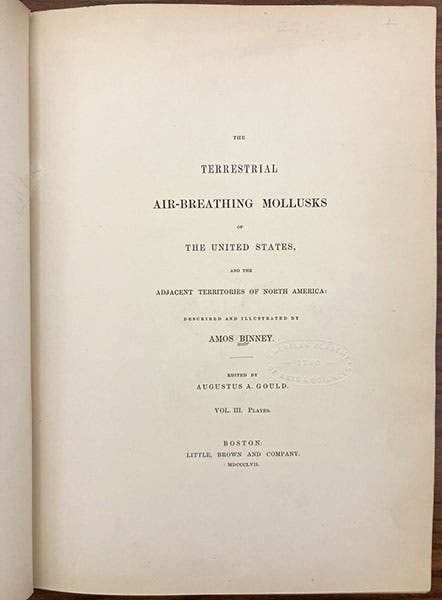 THE
TERRESTRIAL
AIR-BREATHING MOLLUSKS
OF
THE UNITED STATES,
AND THE
ADJACENT TERRITORIES OF NORTH AMERICA:
DESCRIBED AND ILLUSTRATED BY
AMOS BINNEY.
EDITED BY
AUGUSTUS A. GOULD.
VOL. III. PLATES.
BOSTON:
LITTLE, BROWN AND COMPANY.
MDCCCLVII.